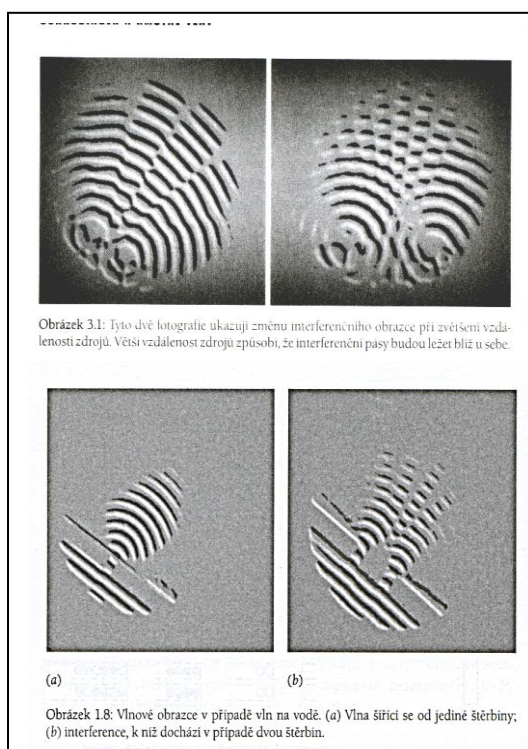 Obrázek 3.1: Tyto dvě fotografie ukazují změnu interferenčního obrazce při zvětšení vzdá-
lenosti zdrojů. Větší vzdálenost zdrojů způsobí, že interferenční pásy budou ležet blíž u sebe.
(a)
(b)
Obrázek 1.8: Vlnové obrazce v případě vln na vodě. (a) Vlna šířící se od jediné štěrbiny;
(b) interference, k níž dochází v případě dvou štěrbin.